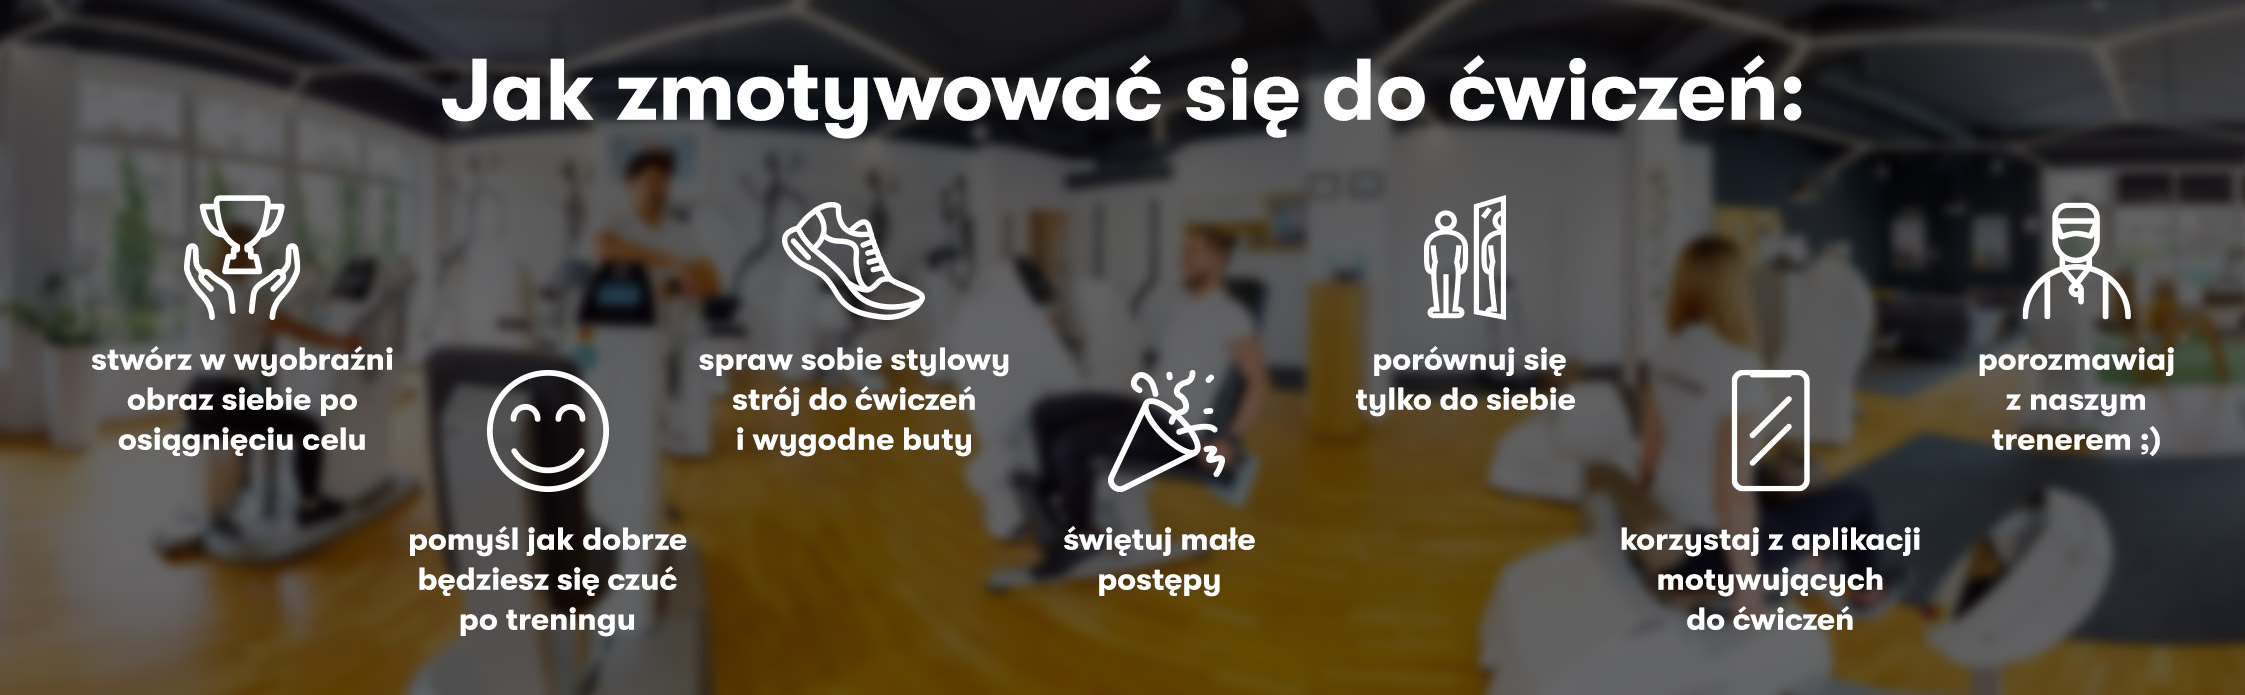 Jak zmotywować się do ćwiczeń:
stwórz w wyobraźni
obraz siebie po
osiągnięciu celu
pomyśl jak dobrze
będziesz się czuć
po treningu
spraw sobie stylowy
strój do ćwiczeń
i wygodne buty
świętuj małe
postępy
porównuj się
tylko do siebie
korzystaj z aplikacji
motywujących
do ćwiczeń
porozmawiaj
z naszym
trenerem ;)